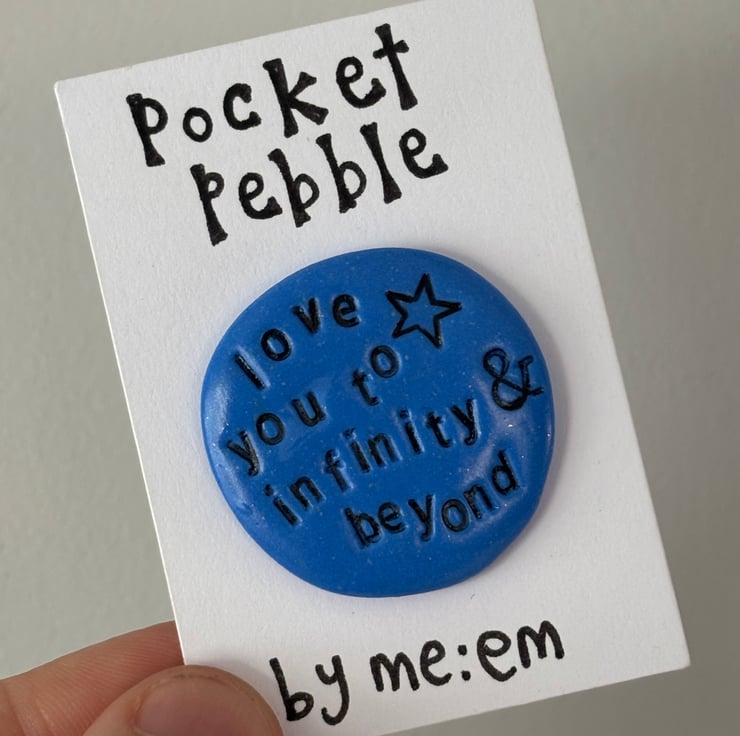 Pocket
Pebble
love
you to
infinity &
beyond
by me:em